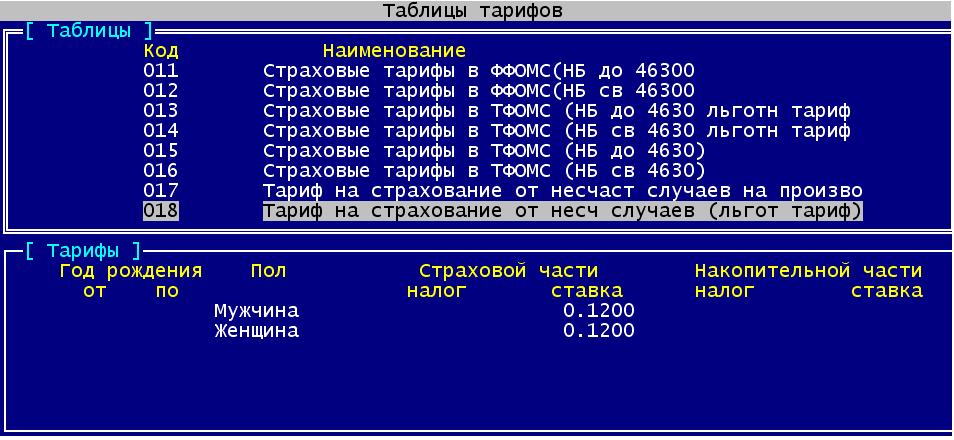 Таблицы тарифов
[ Таблицы ]
Код Наименование
011 Страховые тарифы в ФФОМС(НБ до 46300
012 Страховые тарифы в ФФОМС(НБ св 46300
013 Страховые тарифы в ТФОМС (НБ до 4630 льготн тариф
014 Страховые тарифы в ТФОМС (НБ св 4630 льготн тариф
015 Страховые тарифы в ТФОМС (НБ до 4630)
016 Страховые тарифы в ТФОМС (НБ св 4630)
017 Тариф на страхование от несчаст случаев на произво
018 Тариф на страхование от несч случаев (льгот тариф)
[ Тарифы ]
Год рождения Пол Страховой части Накопительной части
от по налог ставка налог ставка
Мужчина 0.1200
Женщина 0.1200